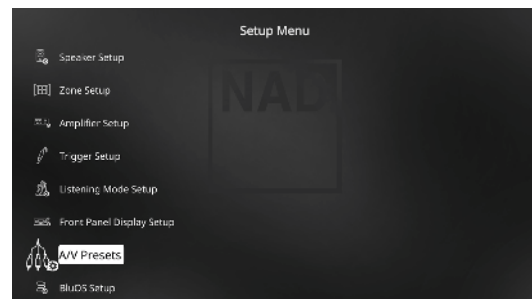 Setup Menu
Speaker Setup
Zone Setup
Amplifier Setup
Trigger Setup
Listening Mode Setup
Front Panel Display Setup
A/V Presets
BluOS Setup
NAD